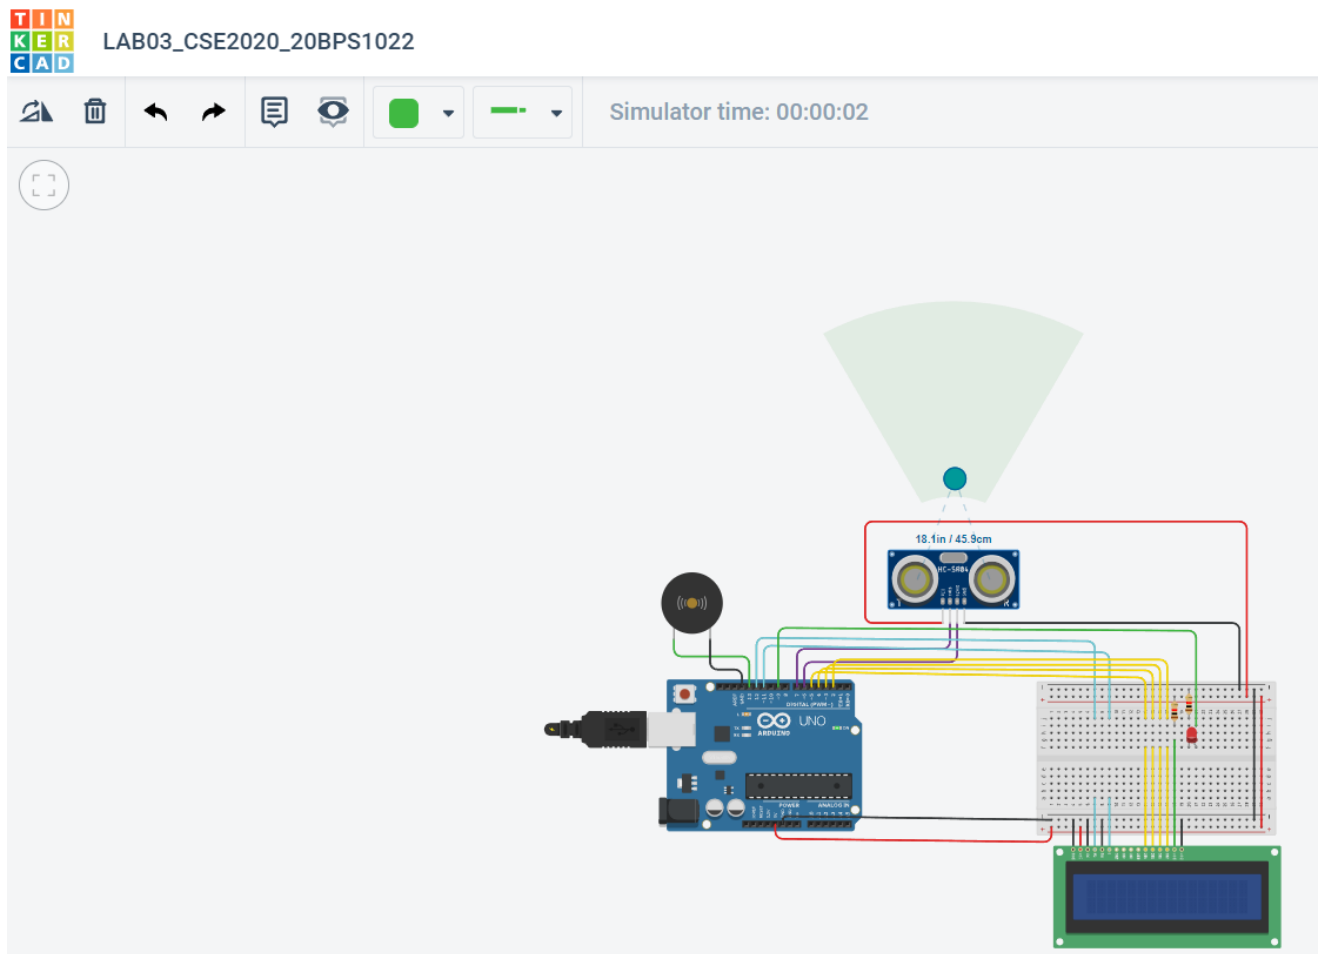 TIN
KER
CAD
LAB03_CSE2020_20BPS1022
Simulator time: 00:00:02
18.1in / 45.9cm
HC-SR04
T
R
DIGITAL (PWM~)
UNO
ARDUINO
POWER
ANALOG IN